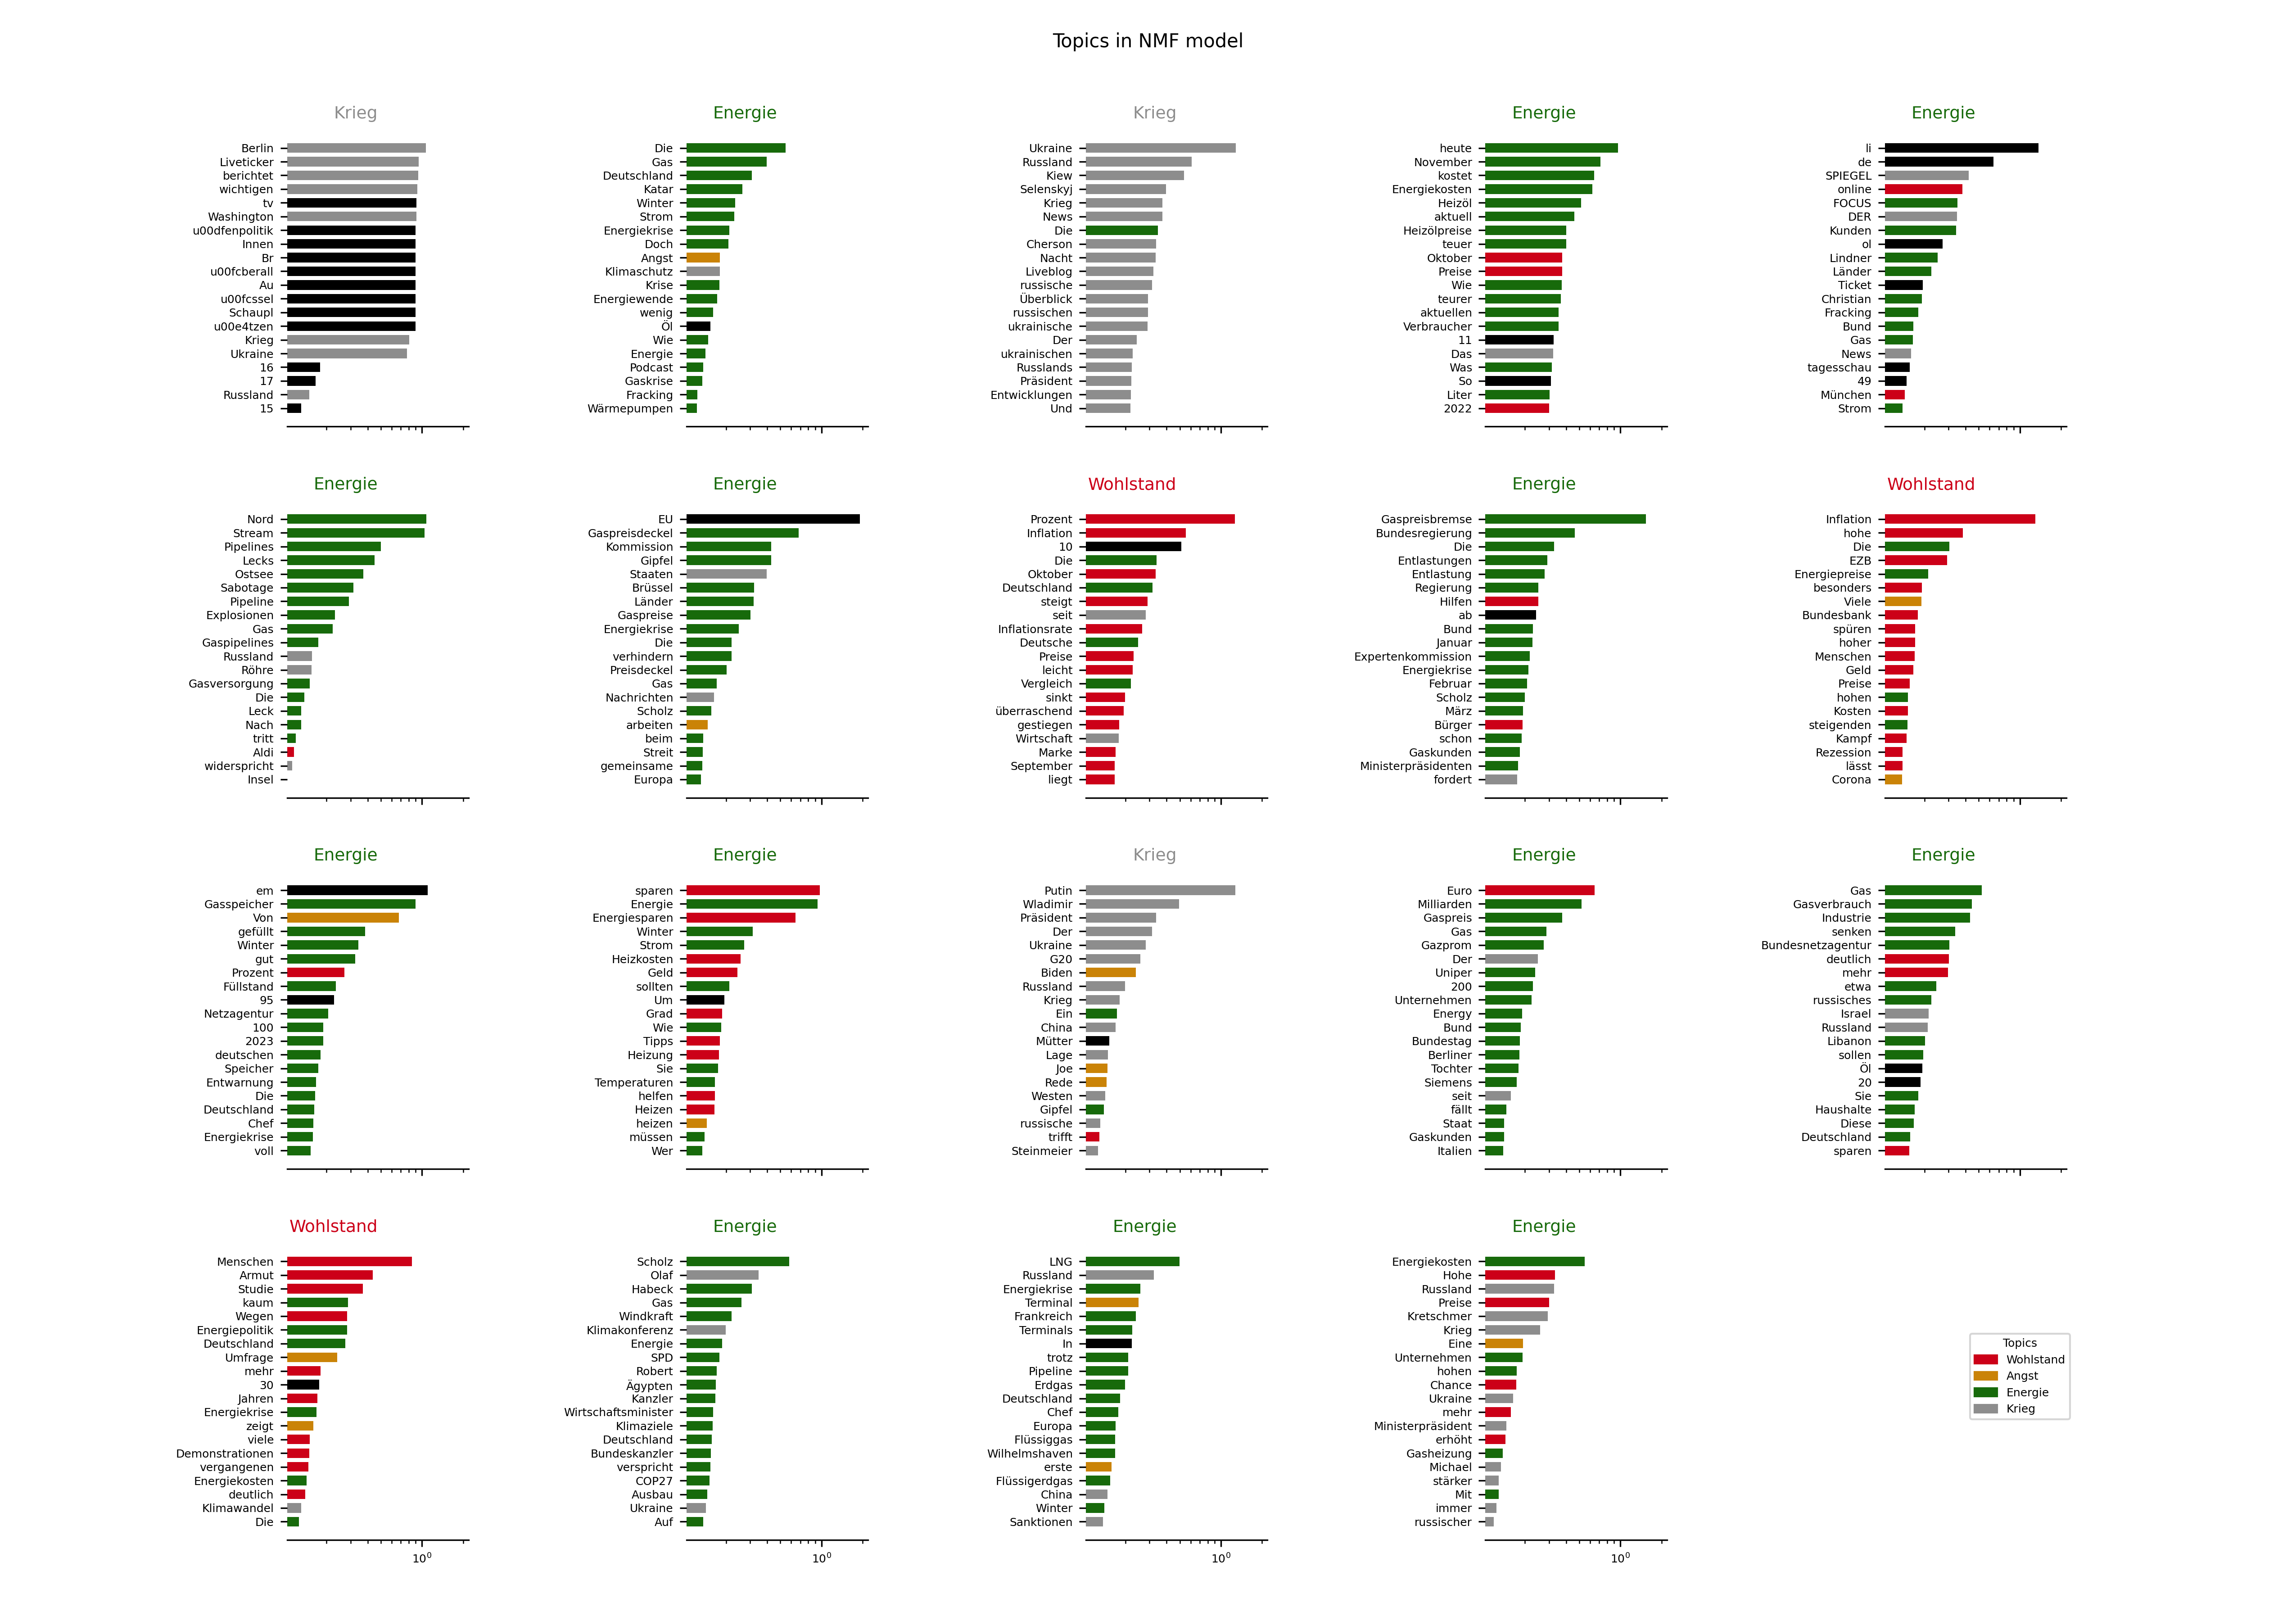 Topics in NMF model
Krieg
Berlin
Liveticker
berichtet
wichtigen
tv
Washington
u00dfenpolitik
Innen
Br
u00fcberall
Au
u00fcssel
Schaupl
u00e4tzen
Krieg
Ukraine
16
17
Russland
15
Energie
Die
Gas
Deutschland
Katar
Winter
Strom
Energiekrise
Doch
Angst
Klimaschutz
Krise
Energiewende
wenig
Öl
Wie
Energie
Podcast
Gaskrise
Fracking
Wärmepumpen
Krieg
Ukraine
Russland
Kiew
Selenskyj
Krieg
News
Die
Cherson
Nacht
Liveblog
russische
Überblick
russischen
ukrainische
Der
ukrainischen
Russlands
Präsident
Entwicklungen
Und
Energie
heute
November
kostet
Energiekosten
Heizöl
aktuell
Heizölpreise
teuer
Oktober
Preise
Wie
teurer
aktuellen
Verbraucher
11
Das
Was
So
Liter
2022
Energie
li
de
SPIEGEL
online
FOCUS
DER
Kunden
ol
Lindner
Länder
Ticket
Christian
Fracking
Bund
Gas
News
tagesschau
49
München
Strom
Energie
Nord
Stream
Pipelines
Lecks
Ostsee
Sabotage
Pipeline
Explosionen
Gas
Gaspipelines
Russland
Röhre
Gasversorgung
Die
Leck
Nach
tritt
Aldi
widerspricht
Insel
Energie
EU
Gaspreisdeckel
Kommission
Gipfel
Staaten
Brüssel
Länder
Gaspreise
Energiekrise
Die
verhindern
Preisdeckel
Gas
Nachrichten
Scholz
arbeiten
beim
Streit
gemeinsame
Europa
Wohlstand
Prozent
Inflation
10
Die
Oktober
Deutschland
steigt
seit
Inflationsrate
Deutsche
Preise
leicht
Vergleich
sinkt
überraschend
gestiegen
Wirtschaft
Marke
September
liegt
Energie
Gaspreisbremse
Bundesregierung
Die
Entlastungen
Entlastung
Regierung
Hilfen
ab
Bund
Januar
Expertenkommission
Energiekrise
Februar
Scholz
März
Bürger
schon
Gaskunden
Ministerpräsidenten
fordert
Wohlstand
Inflation
hohe
Die
EZB
Energiepreise
besonders
Viele
Bundesbank
spüren
hoher
Menschen
Geld
Preise
hohen
Kosten
steigenden
Kampf
Rezession
lässt
Corona
Energie
em
Gasspeicher
Von
gefüllt
Winter
gut
Prozent
Füllstand
95
Netzagentur
100
2023
deutschen
Speicher
Entwarnung
Die
Deutschland
Chef
Energiekrise
voll
Energie
sparen
Energie
Energiesparen
Winter
Strom
Heizkosten
Geld
sollten
Um
Grad
Wie
Tipps
Heizung
Sie
Temperaturen
helfen
Heizen
heizen
müssen
Wer
Krieg
Putin
Wladimir
Präsident
Der
Ukraine
G20
Biden
Russland
Krieg
Ein
China
Mütter
Lage
Joe
Rede
Westen
Gipfel
russische
trifft
Steinmeier
Energie
Euro
Milliarden
Gaspreis
Gas
Gazprom
Der
Uniper
200
Unternehmen
Energy
Bund
Bundestag
Berliner
Tochter
Siemens
seit
fällt
Staat
Gaskunden
Italien
Energie
Gas
Gasverbrauch
Industrie
senken
Bundesnetzagentur
deutlich
mehr
etwa
russisches
Israel
Russland
Libanon
sollen
Öl
20
Sie
Haushalte
Diese
Deutschland
sparen
Wohlstand
Menschen
Armut
Studie
kaum
Wegen
Energiepolitik
Deutschland
Umfrage
mehr
30
Jahren
Energiekrise
zeigt
viele
Demonstrationen
vergangenen
Energiekosten
deutlich
Klimawandel
Die
10⁰
Energie
Scholz
Olaf
Habeck
Gas
Windkraft
Klimakonferenz
Energie
SPD
Robert
Ägypten
Kanzler
Wirtschaftsminister
Klimaziele
Deutschland
Bundeskanzler
verspricht
COP27
Ausbau
Ukraine
Auf
10⁰
Energie
LNG
Russland
Energiekrise
Terminal
Frankreich
Terminals
In
trotz
Pipeline
Erdgas
Deutschland
Chef
Europa
Flüssiggas
Wilhelmshaven
erste
Flüssigerdgas
China
Winter
Sanktionen
10⁰
Energie
Energiekosten
Hohe
Russland
Preise
Kretschmer
Krieg
Eine
Unternehmen
hohen
Chance
Ukraine
mehr
Ministerpräsident
erhöht
Gasheizung
Michael
stärker
Mit
immer
russischer
10⁰
Topics
Wohlstand
Angst
Energie
Krieg